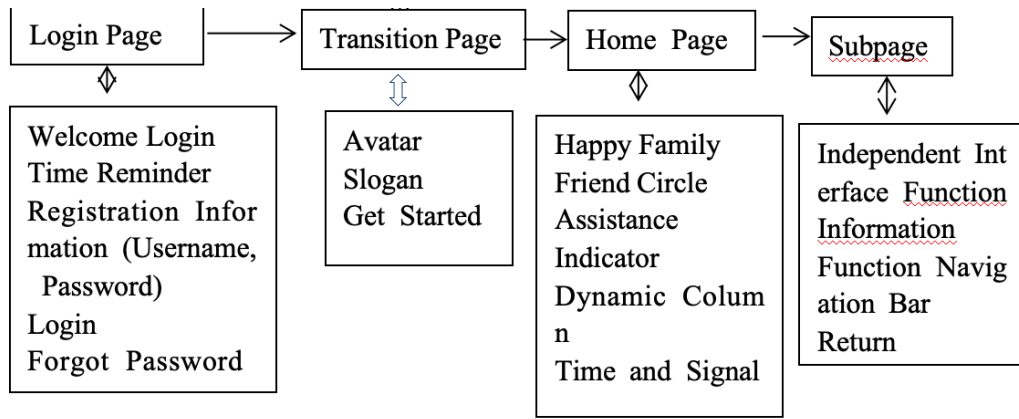 Login Page
Transition Page
Home Page
Subpage
Welcome Login
Time Reminder
Registration Infor
mation (Username,
Password)
Login
Forgot Password
Avatar
Slogan
Get Started
Happy Family
Friend Circle
Assistance
Indicator
Dynamic Colum
n
Time and Signal
Independent Int
erface Function
Information
Function Navig
ation Bar
Return